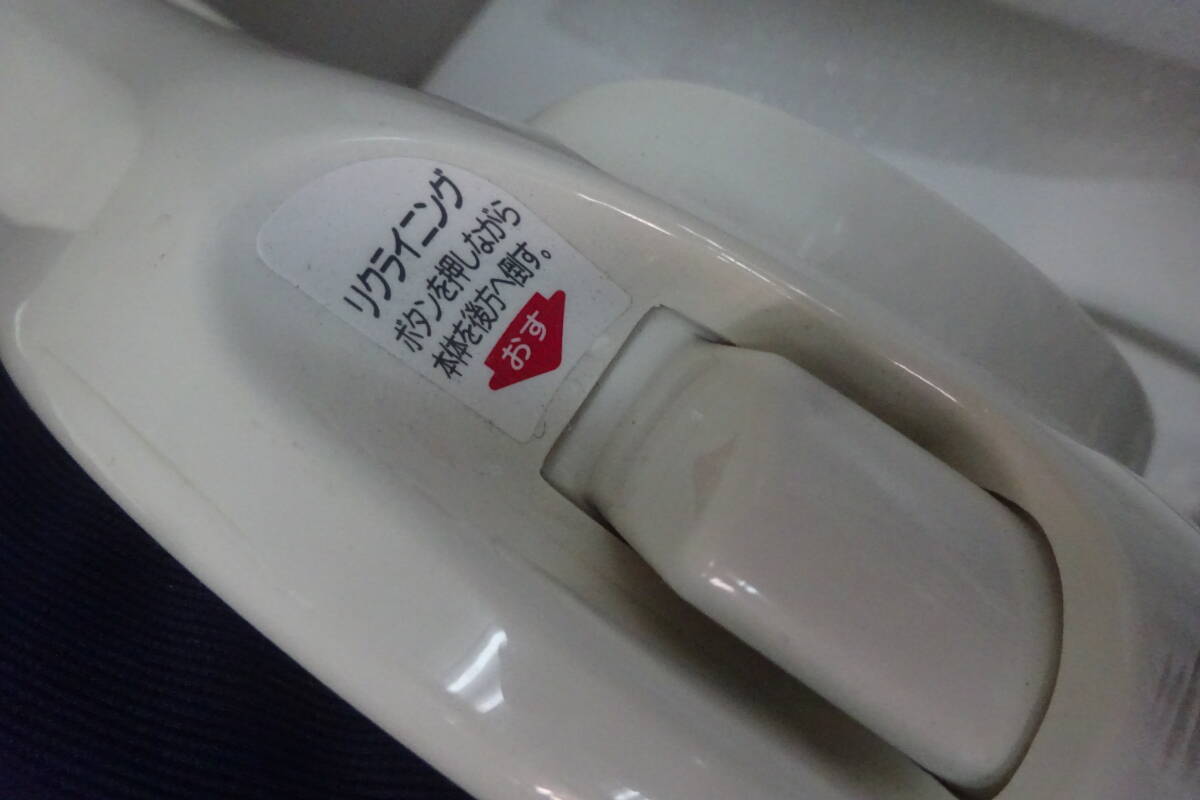 リクライニング
ボタンを押しながら
本体を後方へ倒す。
おす